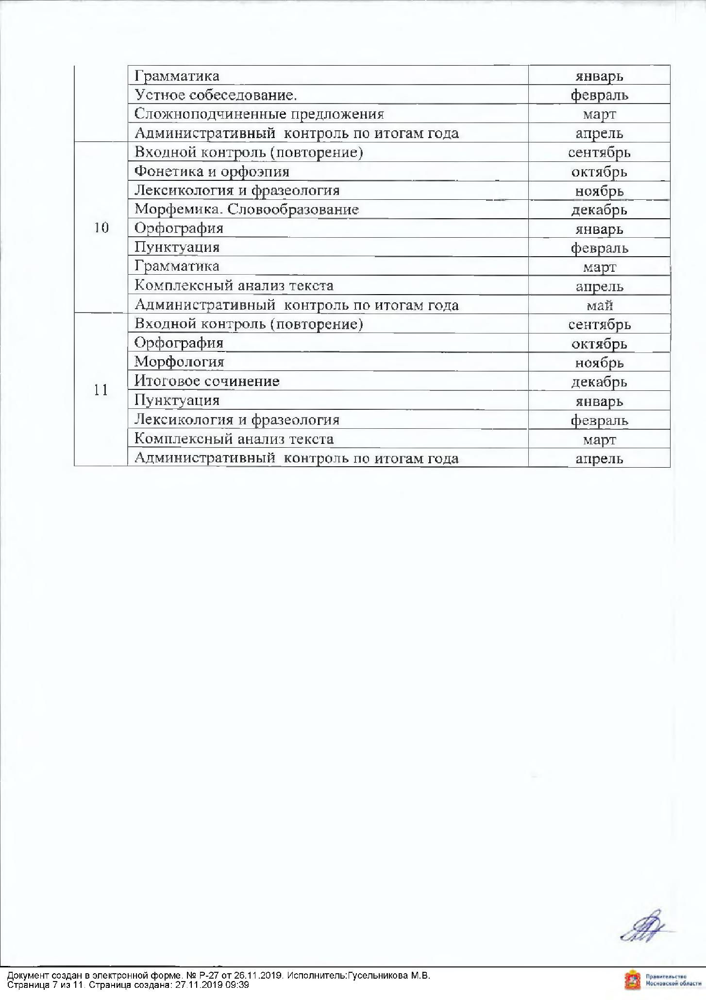 Грамматика январь
Устное собеседование. февраль
Сложноподчиненные предложения март
Административный контроль по итогам года апрель
Входной контроль (повторение) сентябрь
Фонетика и орфоэпия октябрь
Лексикология и фразеология ноябрь
Морфемика. Словообразование декабрь
10 Орфография январь
Пунктуация февраль
Грамматика март
Комплексный анализ текста апрель
Административный контроль по итогам года май
Входной контроль (повторение) сентябрь
Орфография октябрь
Морфология ноябрь
Итоговое сочинение декабрь
11 Пунктуация январь
Лексикология и фразеология февраль
Комплексный анализ текста март
Административный контроль по итогам года апрель
Документ создан в электронной форме. № Р-27 от 26.11.2019. Исполнитель:Гусельникова М.В.
Страница 7 из 11. Страница создана: 27.11.2019 09:39
Правительство
Московской области